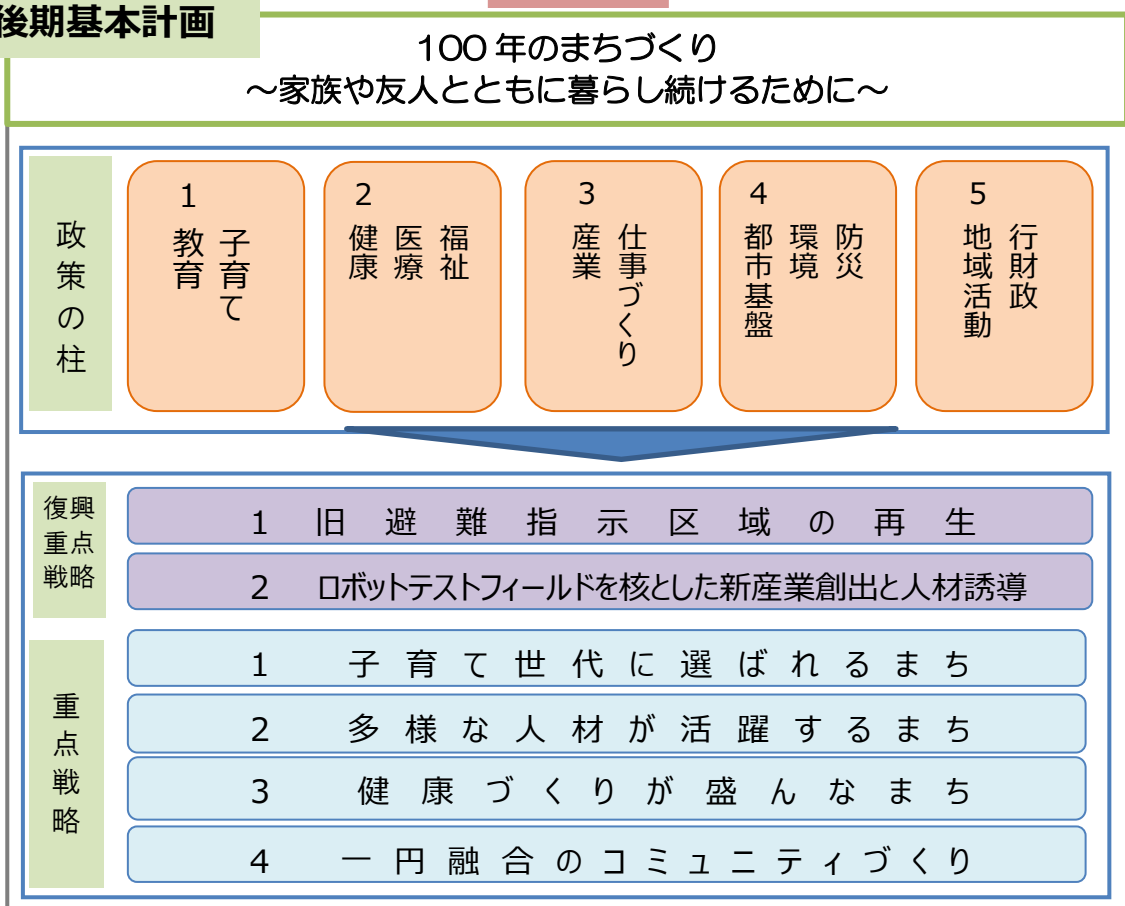 後期基本計画
100年のまちづくり
～家族や友人とともに暮らし続けるために～
政策の柱
1
教育
子育て
2
健康
医療
福祉
3
産業
仕事づくり
4
都市基盤
環境
防災
5
地域活動
行財政
復興
重点
戦略
1 旧避難指示区域の再生
2 ロボットテストフィールドを核とした新産業創出と人材誘導
重点戦略
1 子育て世代に選ばれるまち
2 多様な人材が活躍するまち
3 健康づくりが盛んなまち
4 一円融合のコミュニティづくり